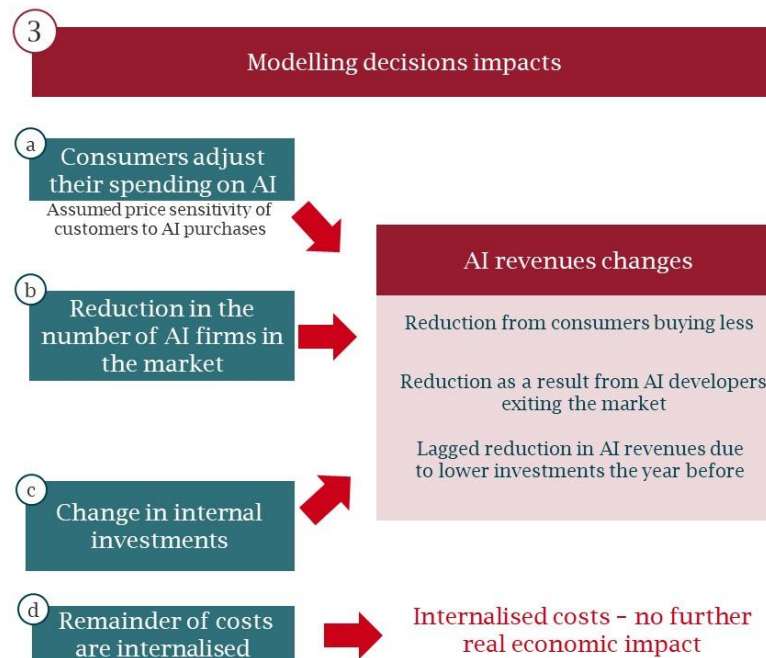 3
Modelling decisions impacts
a
Consumers adjust
their spending on AI
Assumed price sensitivity of
customers to AI purchases
b
Reduction in the
number of AI firms in
the market
c
Change in internal
investments
d
Remainder of costs
are internalised
AI revenues changes
Reduction from consumers buying less
Reduction as a result from AI developers
exiting the market
Lagged reduction in AI revenues due
to lower investments the year before
Internalised costs – no further
real economic impact